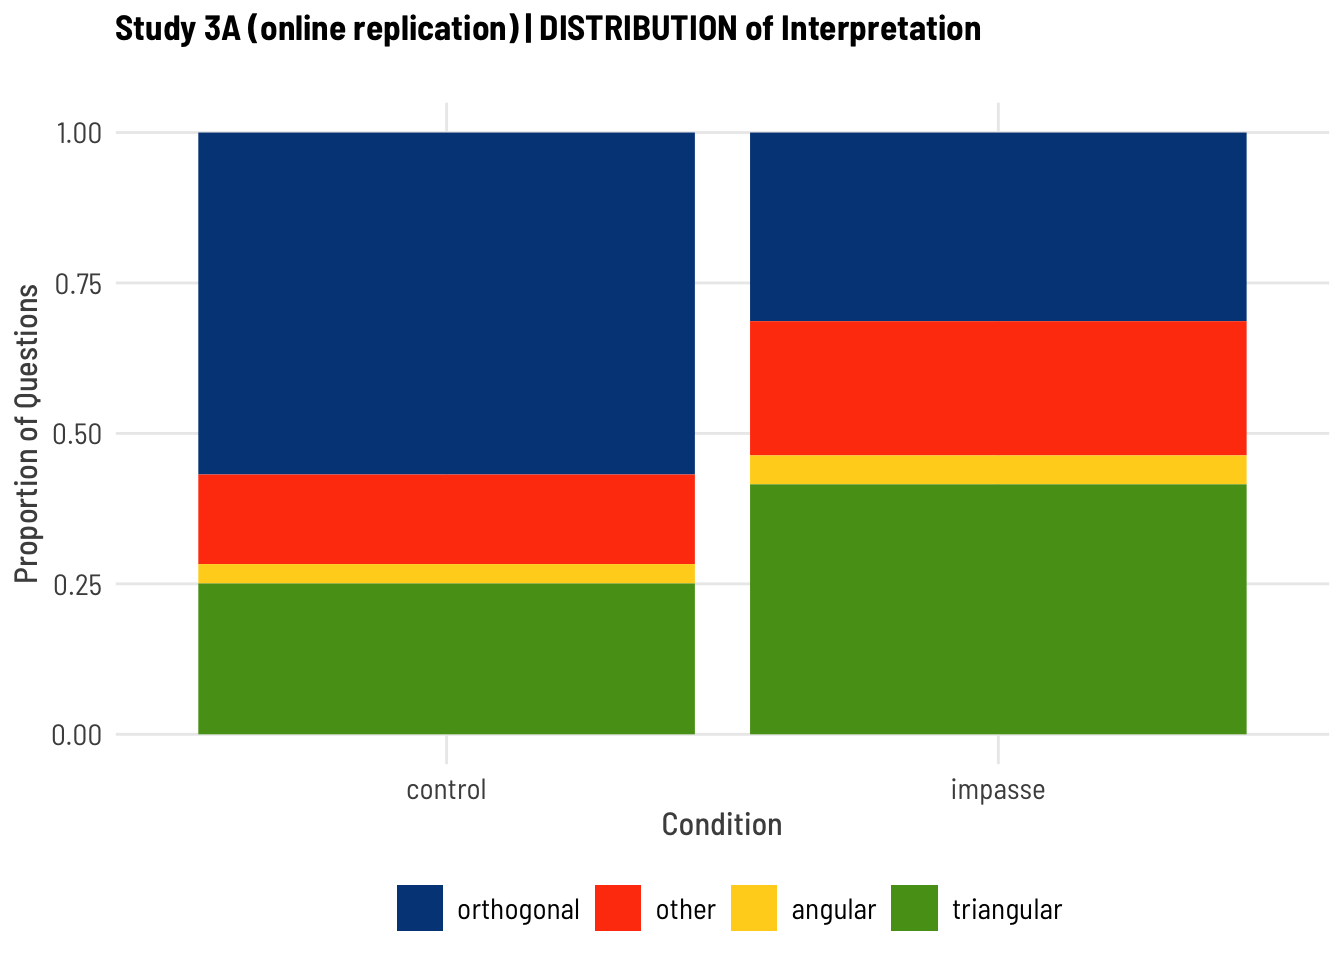 Study 3A (online replication) | DISTRIBUTION of Interpretation
Proportion of Questions
1.00
0.75
0.50
0.25
0.00
control impasse
Condition
orthogonal other angular triangular